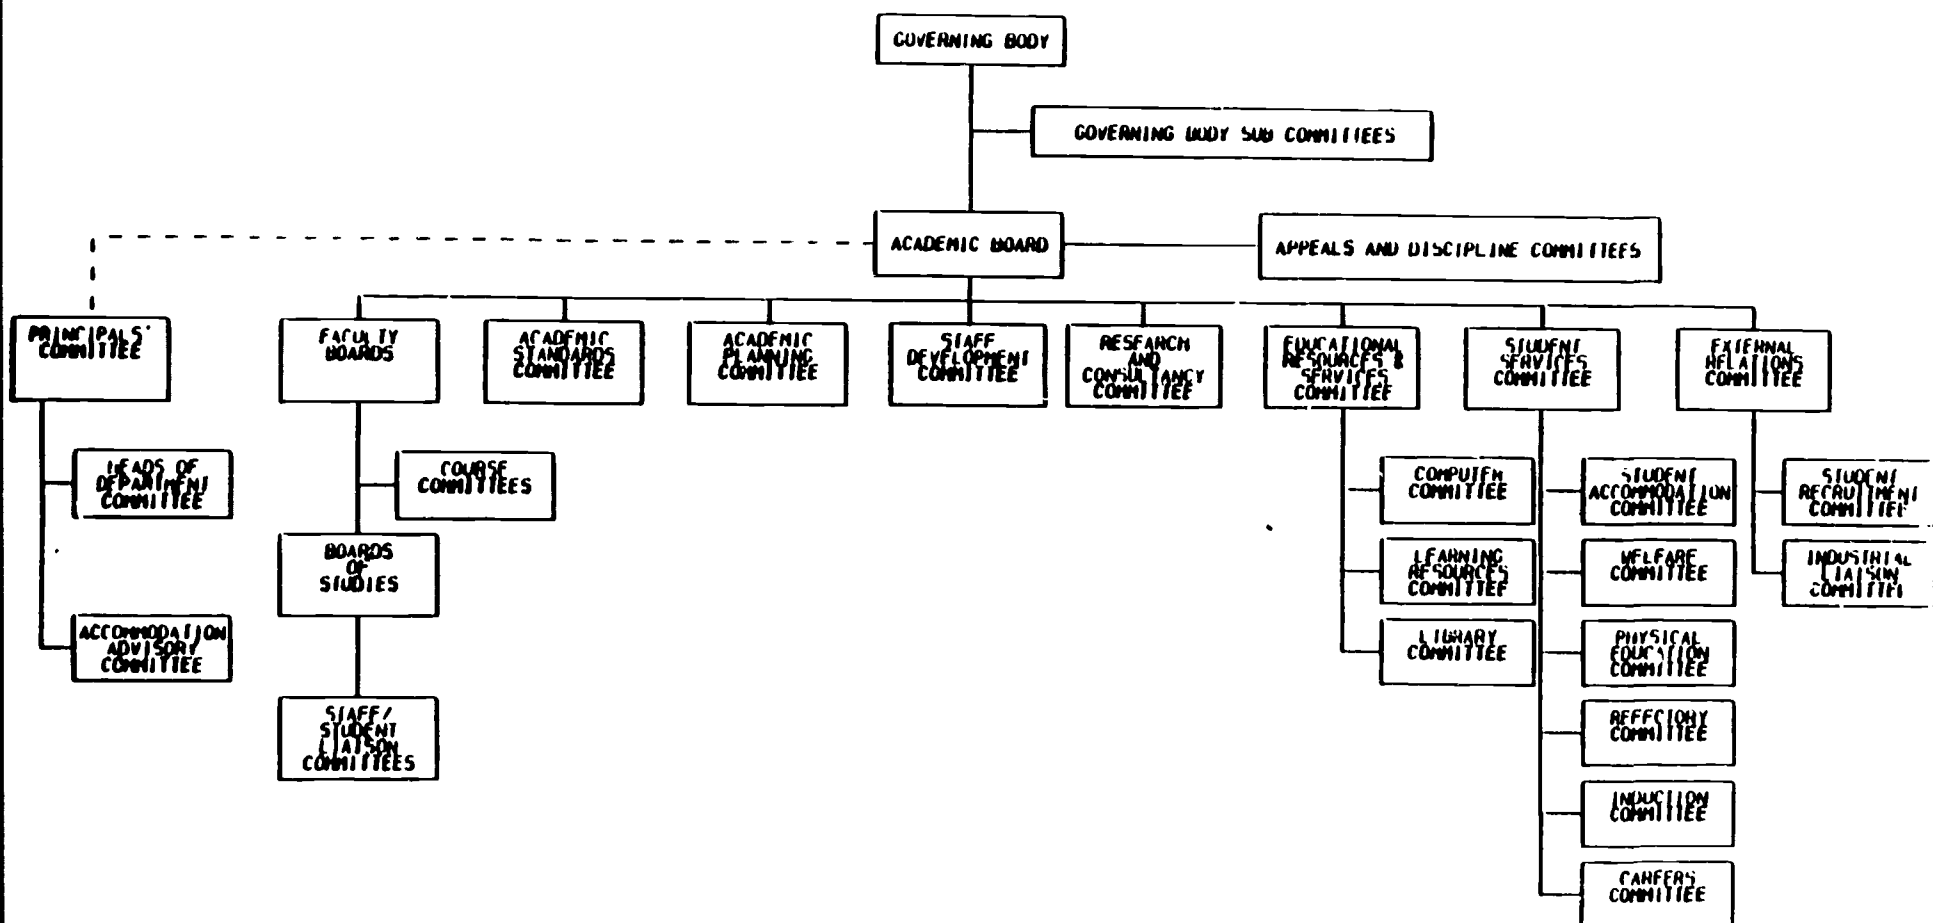 GOVERNING BODY
GOVERNING BODY SUB COMMITTEES
ACADEMIC BOARD
APPEALS AND DISCIPLINE COMMITTEES
PRINCIPALS'
COMMITTEE
FACULTY
BOARDS
ACADEMIC
STANDARDS
COMMITTEE
ACADEMIC
PLANNING
COMMITTEE
STAFF
DEVELOPMENT
COMMITTEE
RESEARCH
AND
CONSULTANCY
COMMITTEE
EDUCATIONAL
RESOURCES &
SERVICES
COMMITTEE
STUDENT
SERVICES
COMMITTEE
EXTERNAL
RELATIONS
COMMITTEE
HEADS OF
DEPARTMENT
COMMITTEE
ACCOMMODATION
ADVISORY
COMMITTEE
COURSE
COMMITTEES
BOARDS
OF
STUDIES
STAFF/
STUDENT
LIAISON
COMMITTEES
COMPUTER
COMMITTEE
LEARNING
RESOURCES
COMMITTEE
LIBRARY
COMMITTEE
STUDENT
ACCOMMODATION
COMMITTEE
WELFARE
COMMITTEE
PHYSICAL
EDUCATION
COMMITTEE
REFECTORY
COMMITTEE
INDUCTION
COMMITTEE
CAREERS
COMMITTEE
STUDENT
RECRUITMENT
COMMITTEE
INDUSTRIAL
LIAISON
COMMITTEE